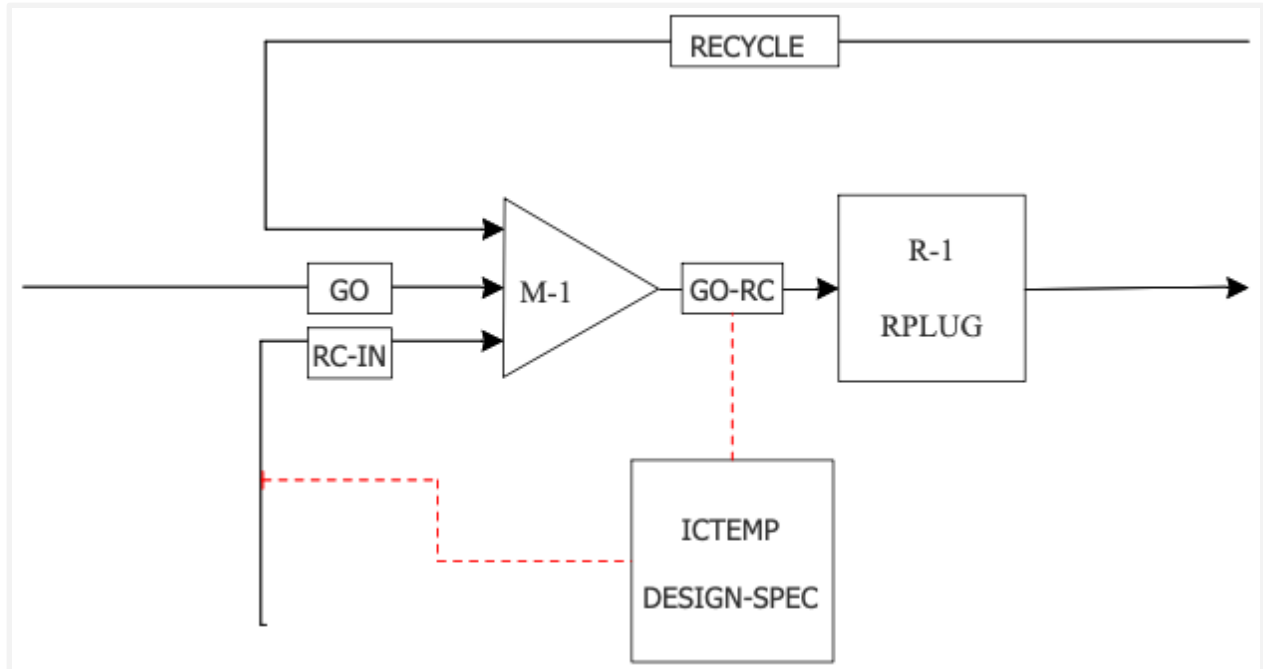 RECYCLE
GO
M-1
GO-RC
R-1
RPLUG
RC-IN
ICTEMP
DESIGN-SPEC